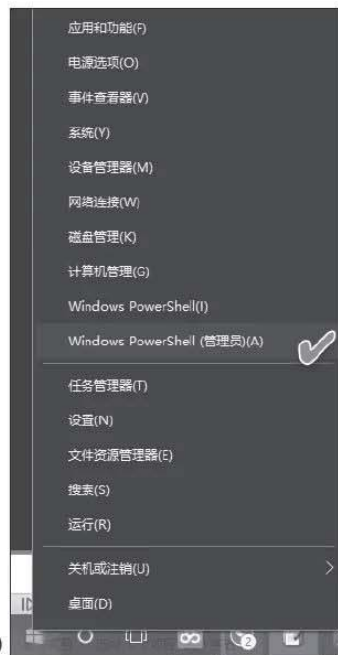 应用和功能(F)
电源选项(O)
事件查看器(V)
系统(Y)
设备管理器(M)
网络连接(W)
磁盘管理(K)
计算机管理(G)
Windows PowerShell(I)
Windows PowerShell (管理员)(A)
任务管理器(T)
设置(N)
文件资源管理器(E)
搜索(S)
运行(R)
关机或注销(U)
桌面(D)
2